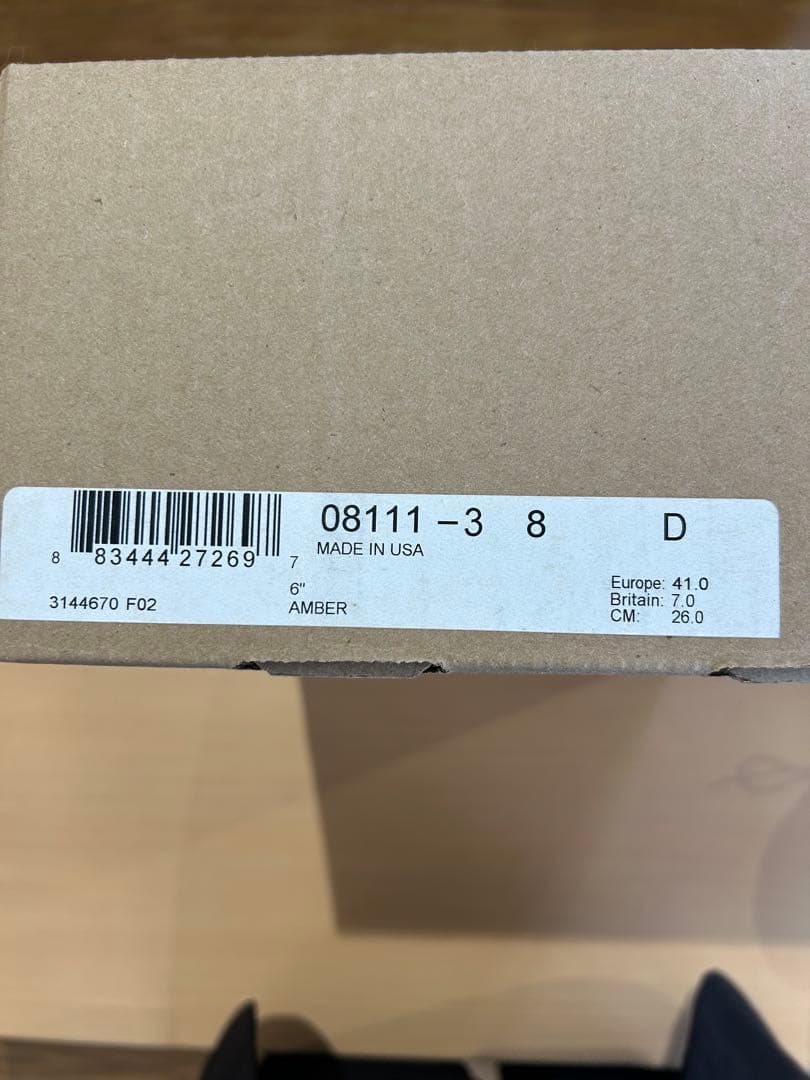 08111 – 3 8 D
MADE IN USA
8 83444 27269 7
6"
AMBER
3144670 F02
Europe: 41.0
Britain: 7.0
CM: 26.0